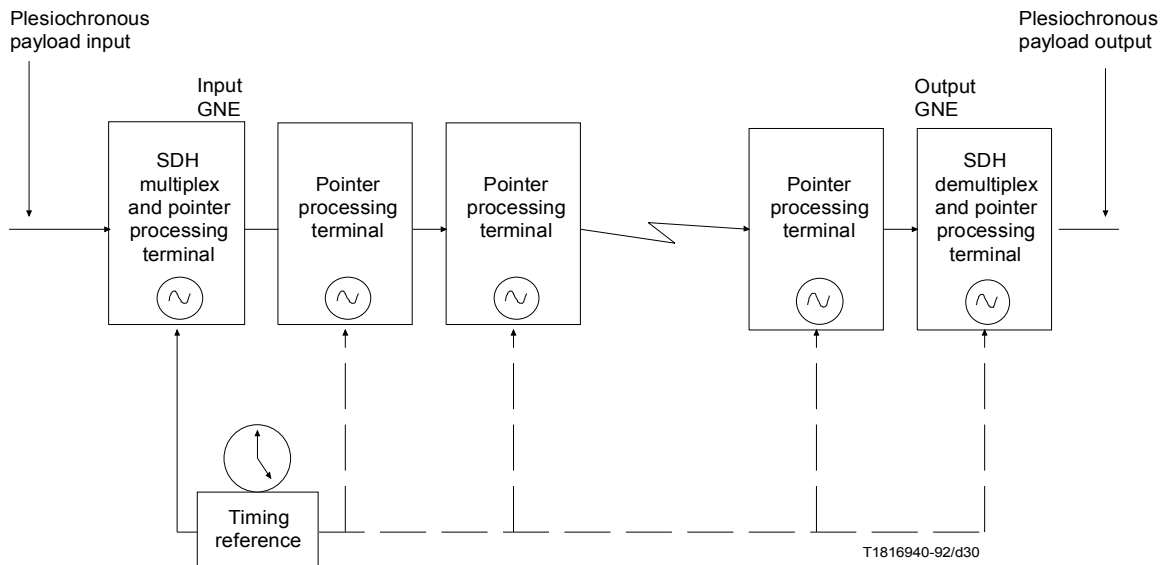 Plesiochronous
payload input
Plesiochronous
payload output
Input
GNE
Output
GNE
SDH
multiplex
and pointer
processing
terminal
Pointer
processing
terminal
Pointer
processing
terminal
Pointer
processing
terminal
SDH
demultiplex
and pointer
processing
terminal
Timing
reference
T1816940-92/d30